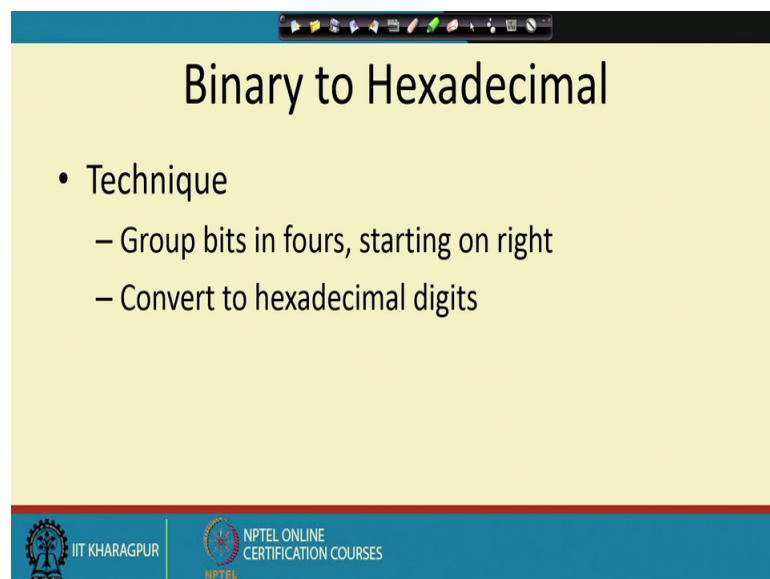 Binary to Hexadecimal
• Technique
– Group bits in fours, starting on right
– Convert to hexadecimal digits
IIT KHARAGPUR
NPTEL
NPTEL ONLINE
CERTIFICATION COURSES